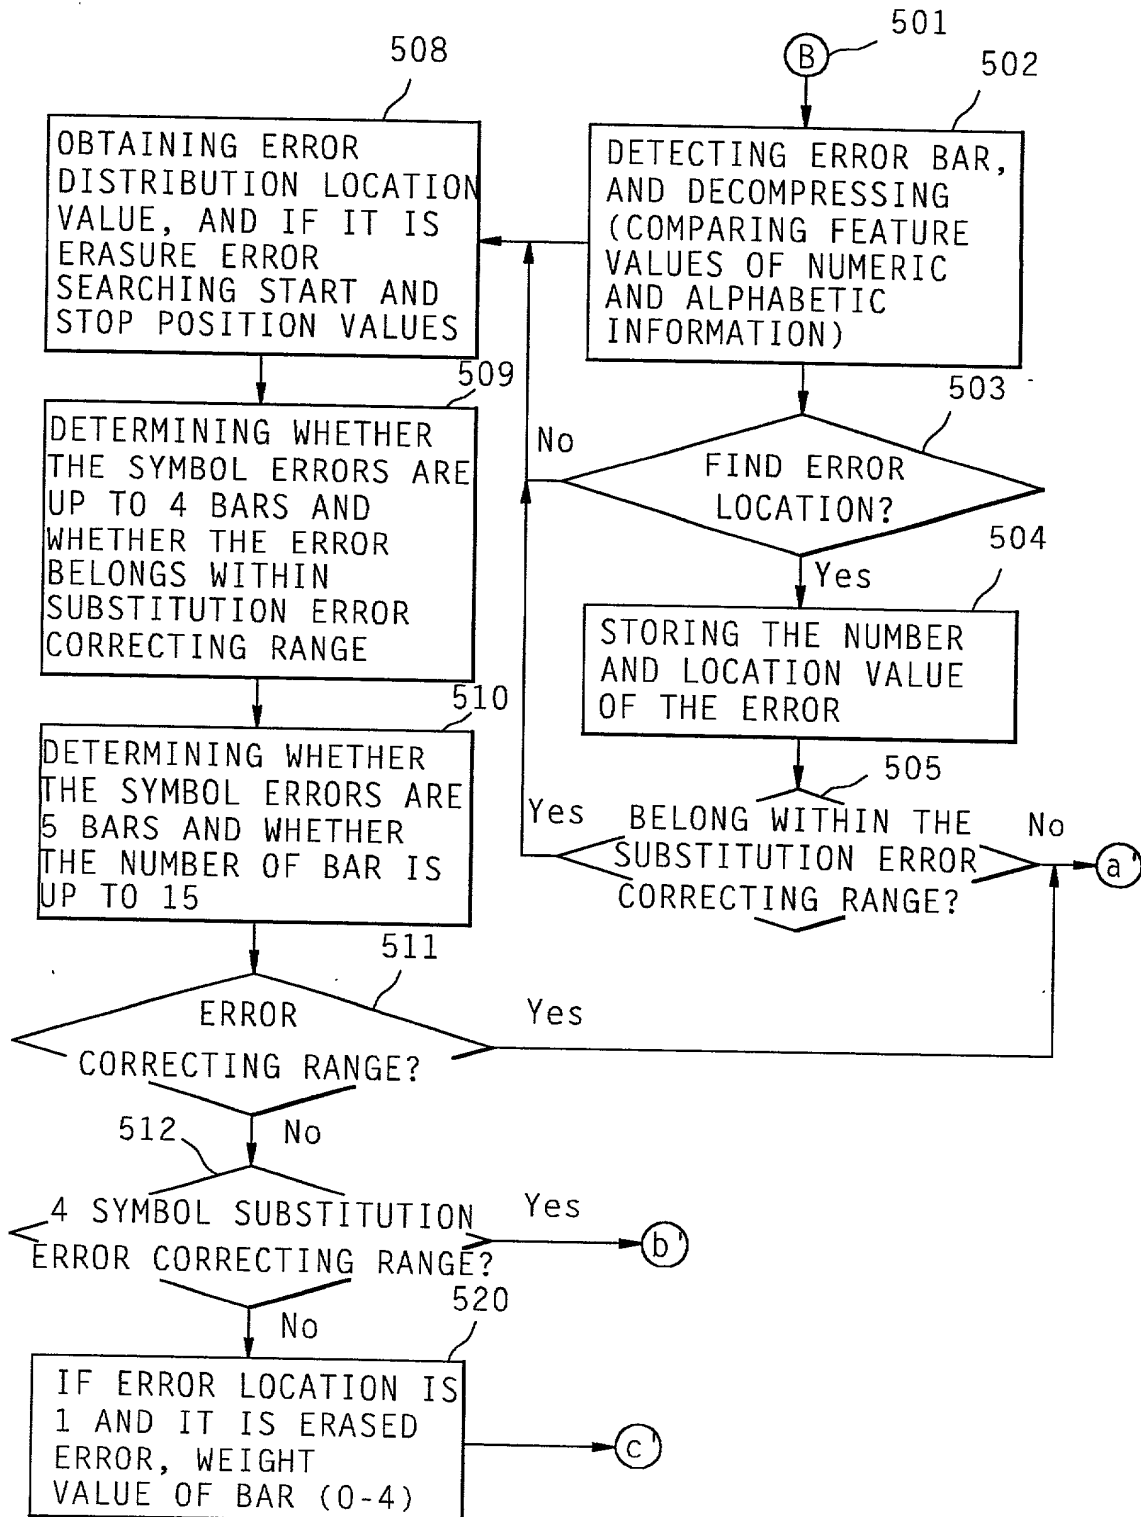 501
B
502
DETECTING ERROR BAR,
AND DECOMPRESSING
(COMPARING FEATURE
VALUES OF NUMERIC
AND ALPHABETIC
INFORMATION)
503
FIND ERROR
LOCATION?
No
Yes
504
STORING THE NUMBER
AND LOCATION VALUE
OF THE ERROR
505
BELONG WITHIN THE
SUBSTITUTION ERROR
CORRECTING RANGE?
Yes
No
a'
508
OBTAINING ERROR
DISTRIBUTION LOCATION
VALUE, AND IF IT IS
ERASURE ERROR
SEARCHING START AND
STOP POSITION VALUES
509
DETERMINING WHETHER
THE SYMBOL ERRORS ARE
UP TO 4 BARS AND
WHETHER THE ERROR
BELONGS WITHIN
SUBSTITUTION ERROR
CORRECTING RANGE
510
DETERMINING WHETHER
THE SYMBOL ERRORS ARE
5 BARS AND WHETHER
THE NUMBER OF BAR IS
UP TO 15
511
ERROR
CORRECTING RANGE?
Yes
No
512
4 SYMBOL SUBSTITUTION
ERROR CORRECTING RANGE?
Yes
b'
No
520
IF ERROR LOCATION IS
1 AND IT IS ERASED
ERROR, WEIGHT
VALUE OF BAR (0-4)
c'